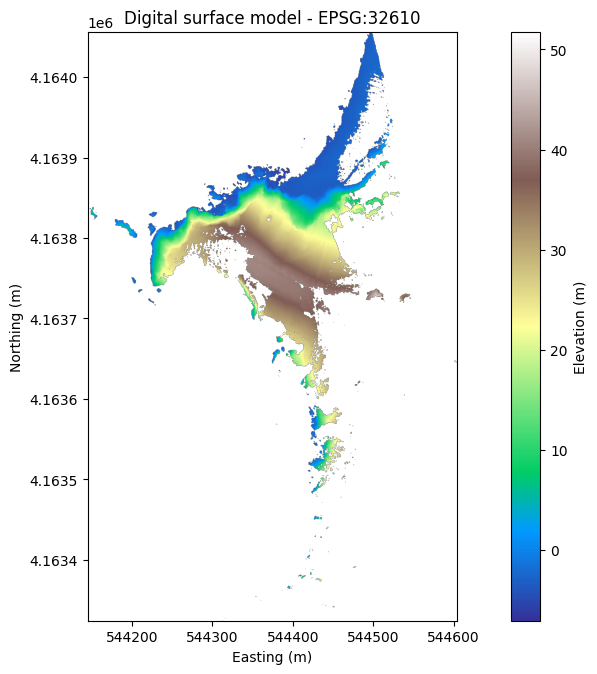 Digital surface model - EPSG:32610
1e6
4.1640
4.1639
4.1638
4.1637
4.1636
4.1635
4.1634
Northing (m)
544200 544300 544400 544500 544600
Easting (m)
50
40
30
20
10
0
Elevation (m)